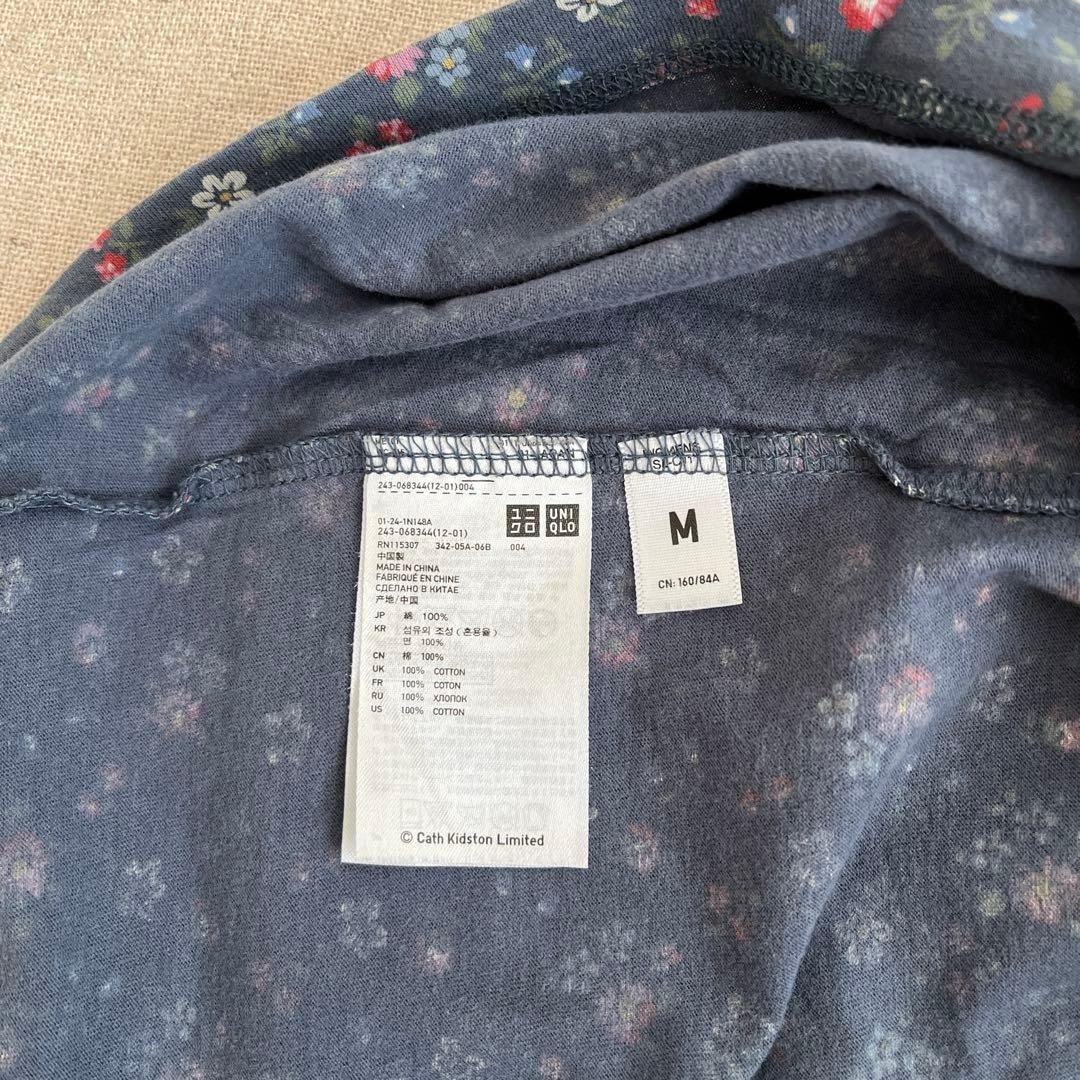 243-068344(12-01)004
01-24-1N148A
243-068344(12-01)
RN115307 342-05A-06B 004
ユニ
クロ
UNI
QLO
中国製
MADE IN CHINA
FABRIQUÉ EN CHINE
СДЕЛАНО В КИТАЕ
产地/中国
JP 綿 100%
KR 섬유의 조성 ( 혼용율 )
면 100%
CN 棉 100%
UK 100% COTTON
FR 100% COTON
RU 100% ХЛОПОК
US 100% COTTON
© Cath Kidston Limited
M
CN: 160/84A